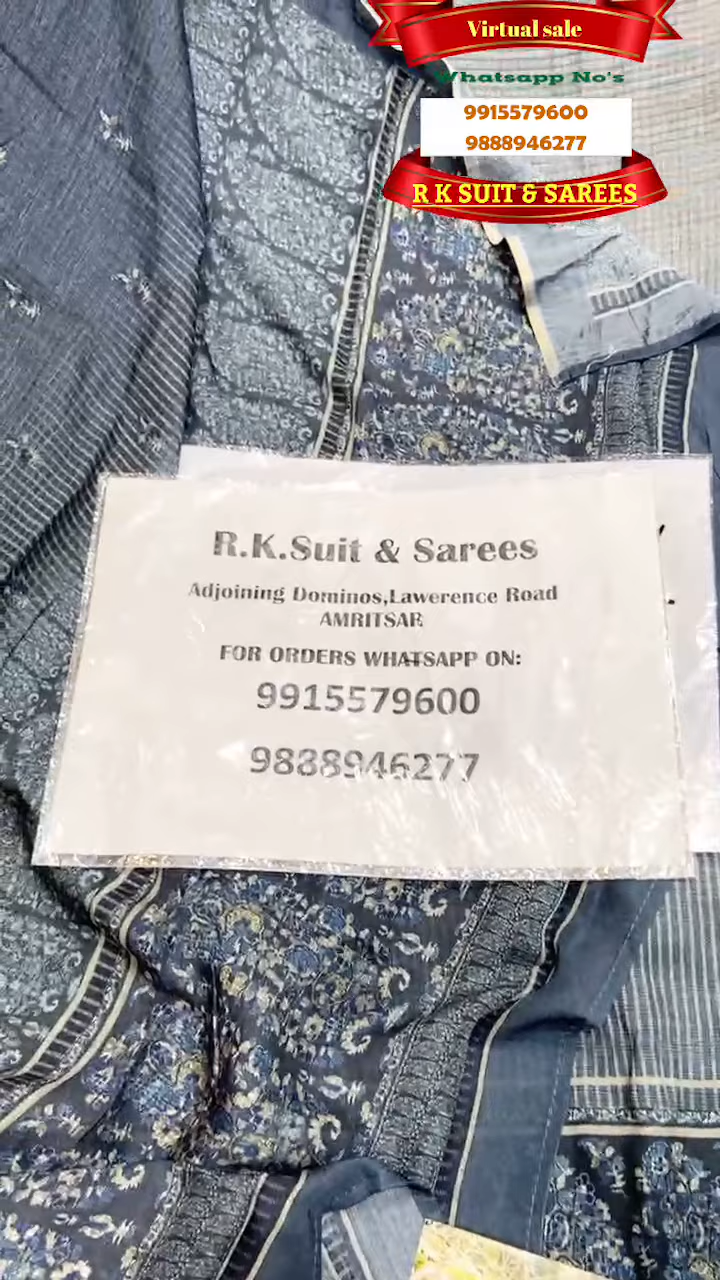 Virtual sale
Whatsapp No's
9915579600
9888946277
R K SUIT & SAREES
R.K.Suit & Sarees
Adjoining Dominos,Lawerence Road
AMRITSAR
FOR ORDERS WHATSAPP ON:
9915579600
9888946277